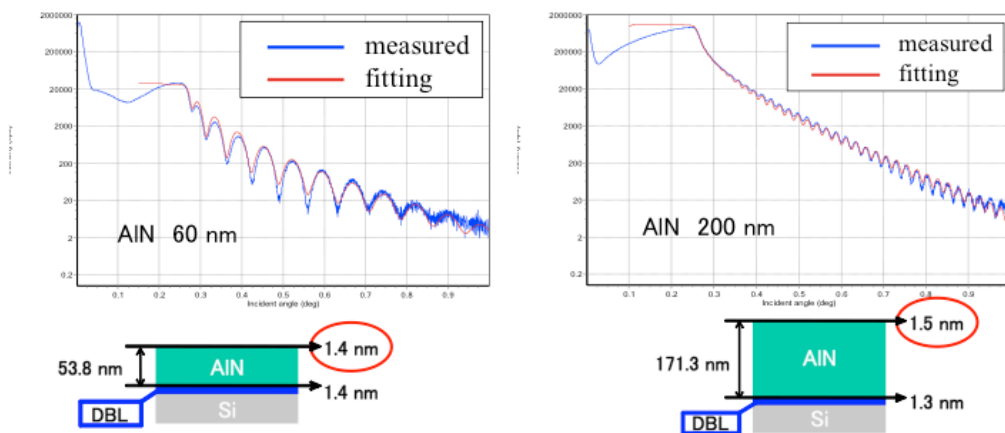 2000000
200000
20000
2000
200
20
2
0.2
measured
fitting
AlN 60 nm
0.1
0.2
0.3
0.4
0.5
0.6
0.7
0.8
0.9
Incident angle (deg)
53.8 nm
AlN
1.4 nm
1.4 nm
DBL
Si
2000000
200000
20000
2000
200
20
2
0.2
measured
fitting
AlN 200 nm
0.1
0.2
0.3
0.4
0.5
0.6
0.7
0.8
0.9
Incident angle (deg)
171.3 nm
AlN
1.5 nm
1.3 nm
DBL
Si